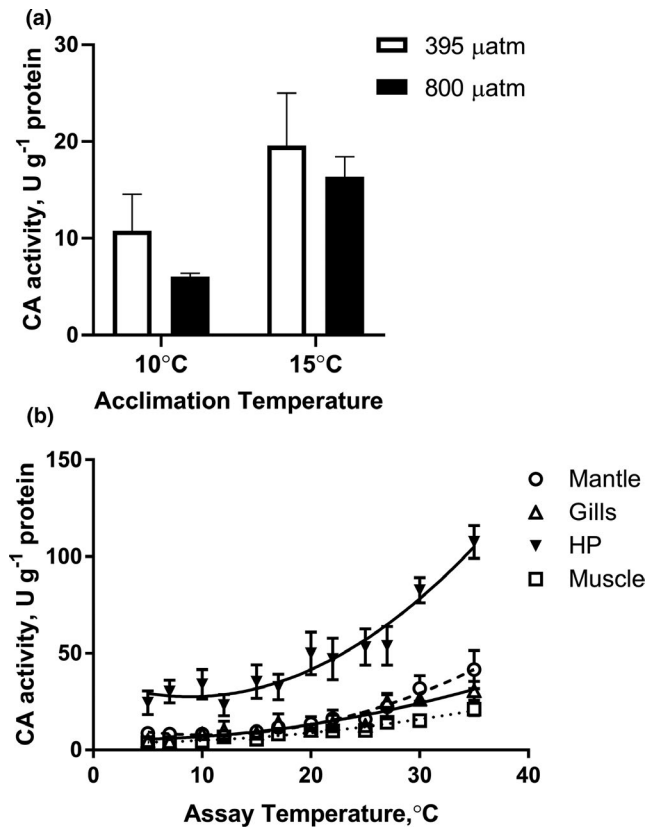 (a)
CA activity, U g⁻¹ protein
30
20
10
0
395 µatm
800 µatm
10°C
15°C
Acclimation Temperature
(b)
CA activity, U g⁻¹ protein
150
100
50
0
Mantle
Gills
HP
Muscle
0
10
20
30
40
Assay Temperature,°C